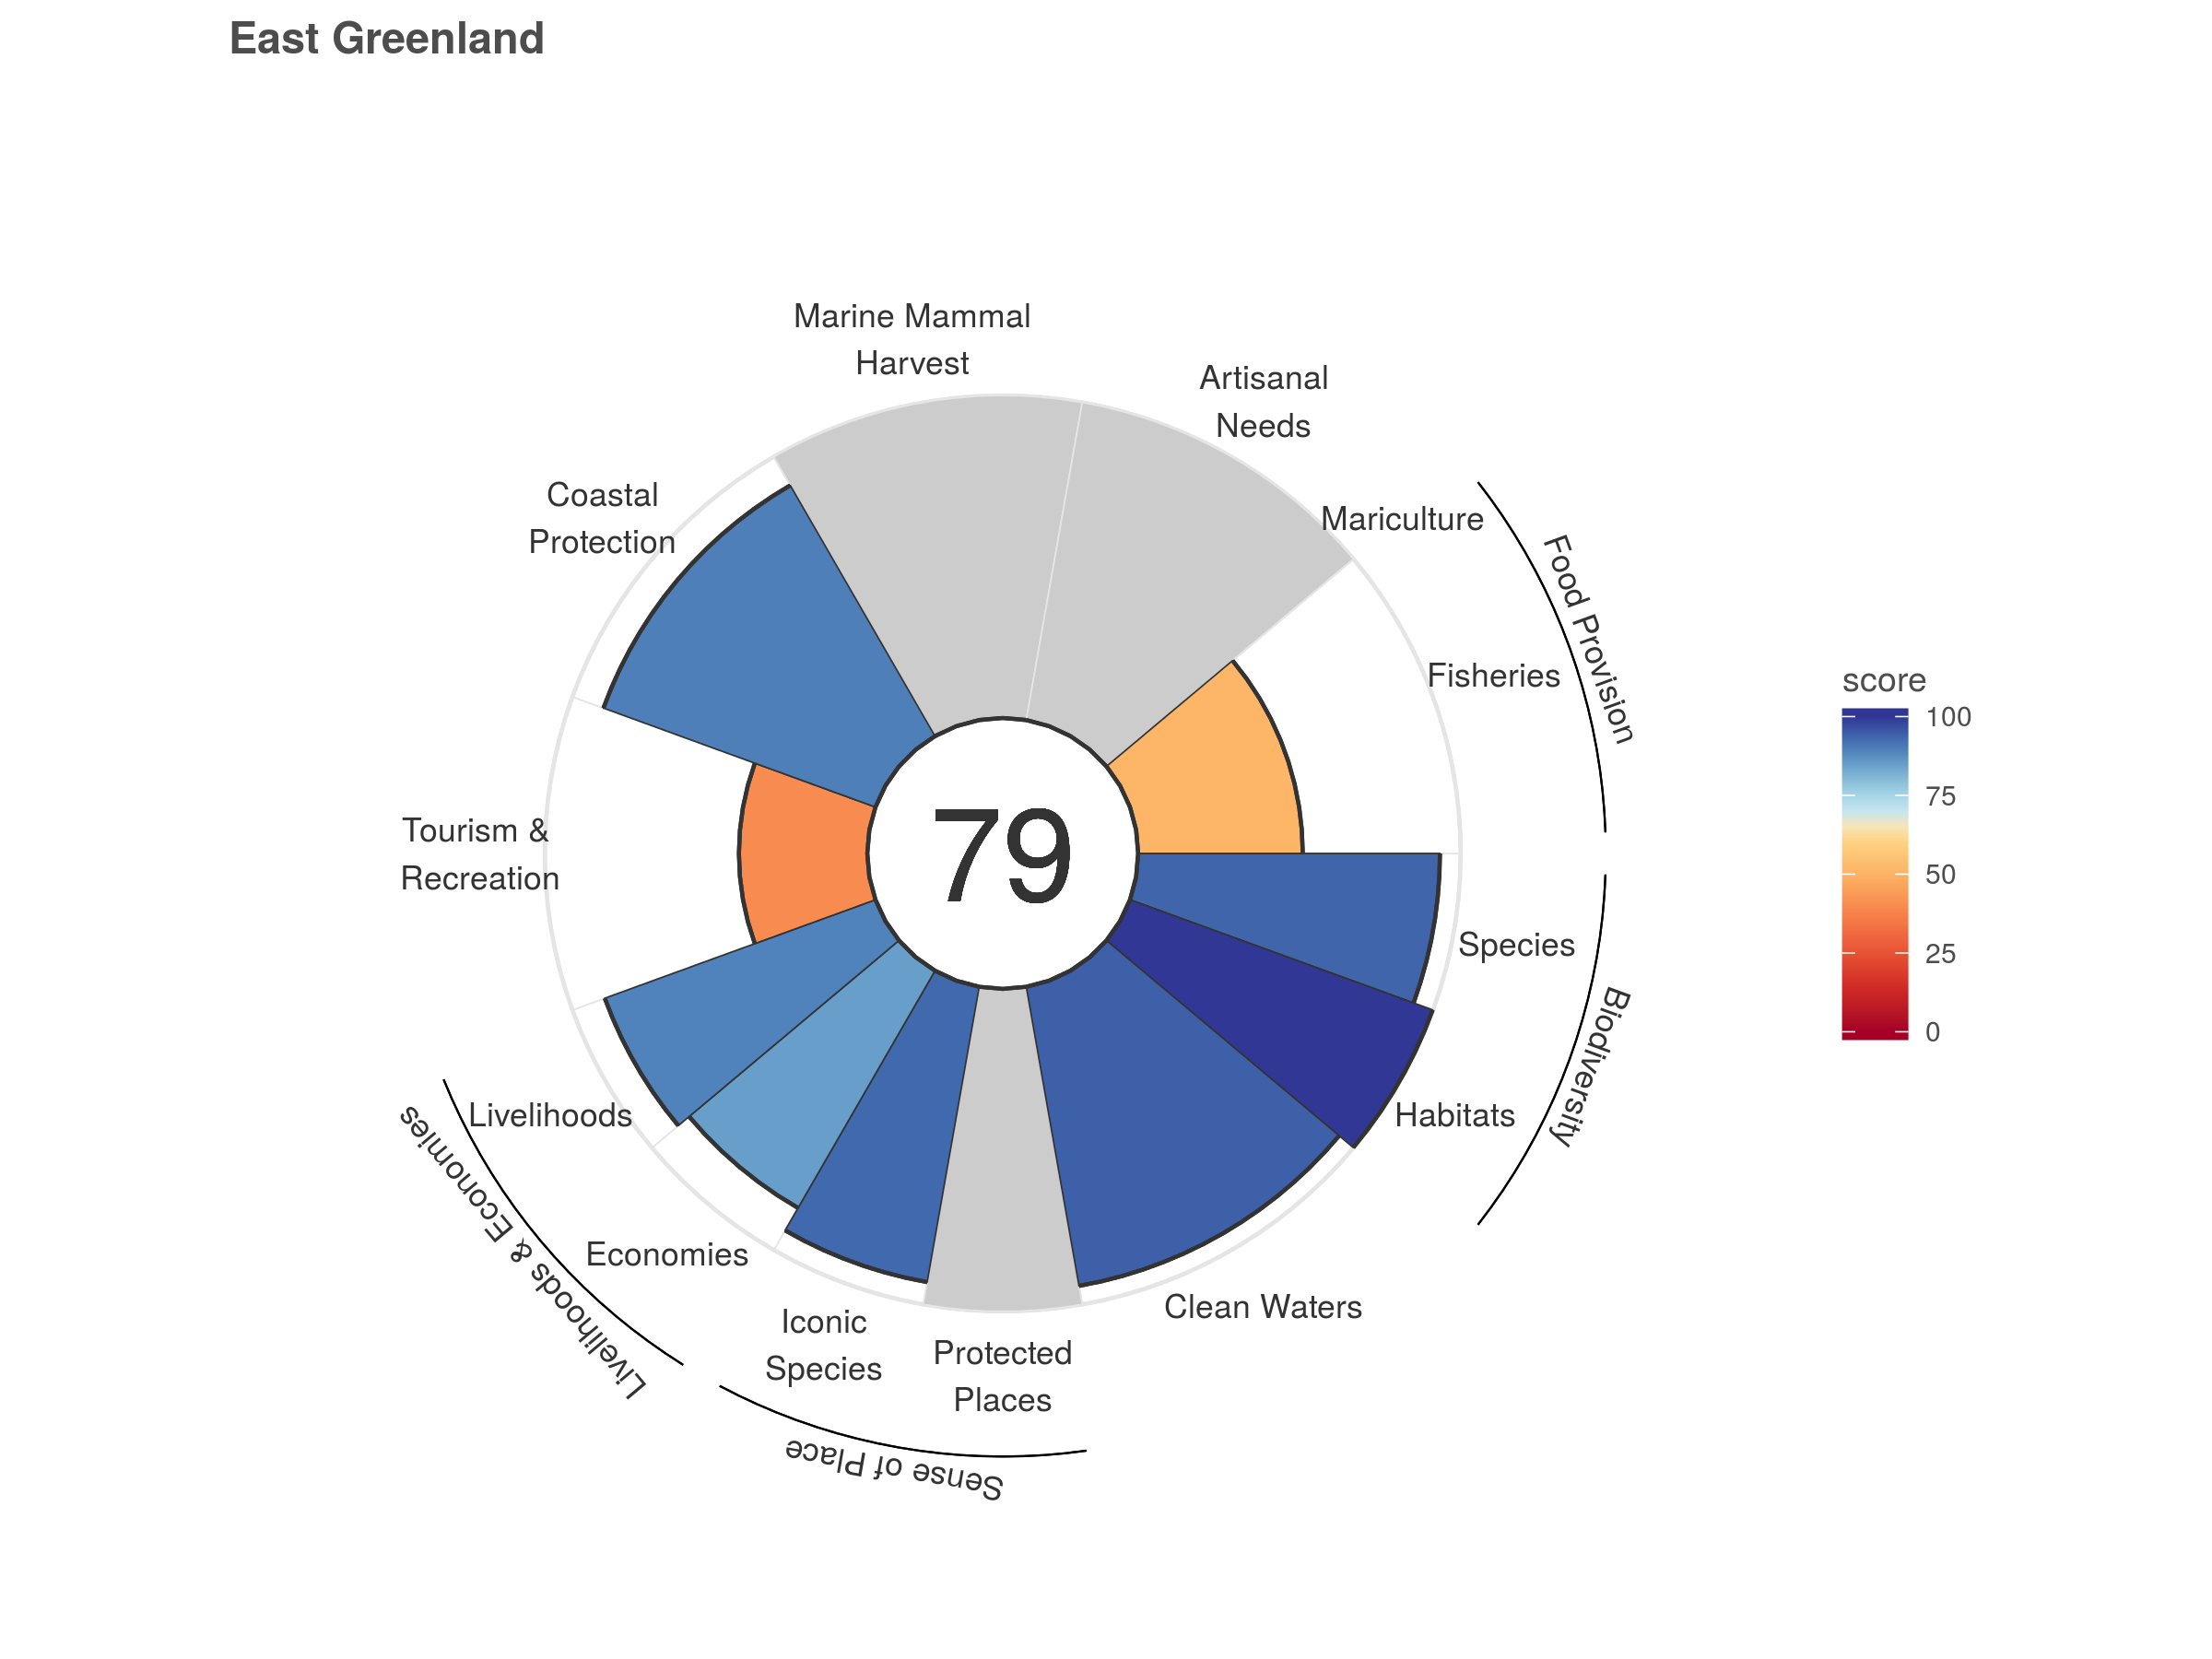 East Greenland
Marine Mammal
Harvest
Artisanal
Needs
Coastal
Protection
Mariculture
Food Provision
Fisheries
Tourism &
Recreation
79
Species
Biodiversity
Habitats
Livelihoods
Livelihoods & Economies
Economies
Clean Waters
Iconic
Species
Protected
Places
Sense of Place
score
100
75
50
25
0